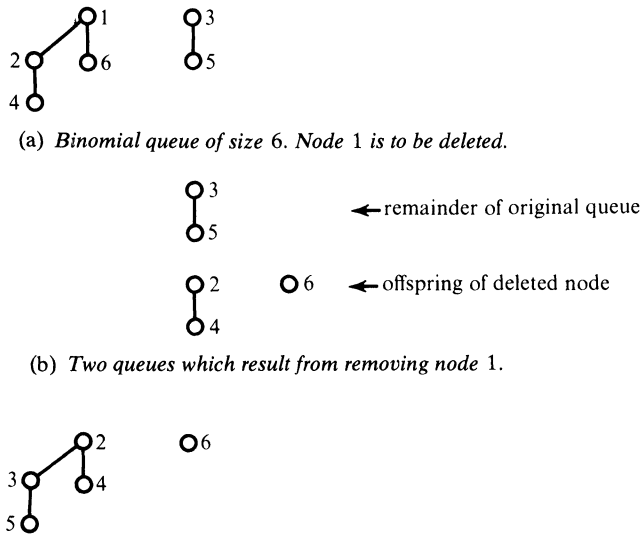 1 3
2 6 5
4
(a) Binomial queue of size 6. Node 1 is to be deleted.
3
remainder of original queue
5
2 6 offspring of deleted node
4
(b) Two queues which result from removing node 1.
2 6
3 4
5